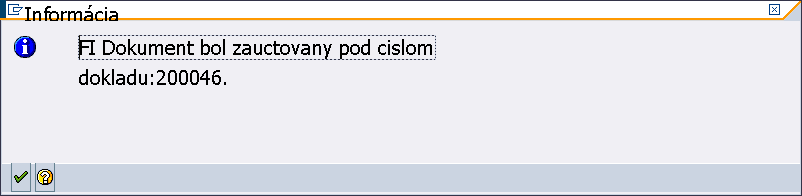 Informácia
FI Dokument bol zauctovany pod cislom
dokladu:200046.